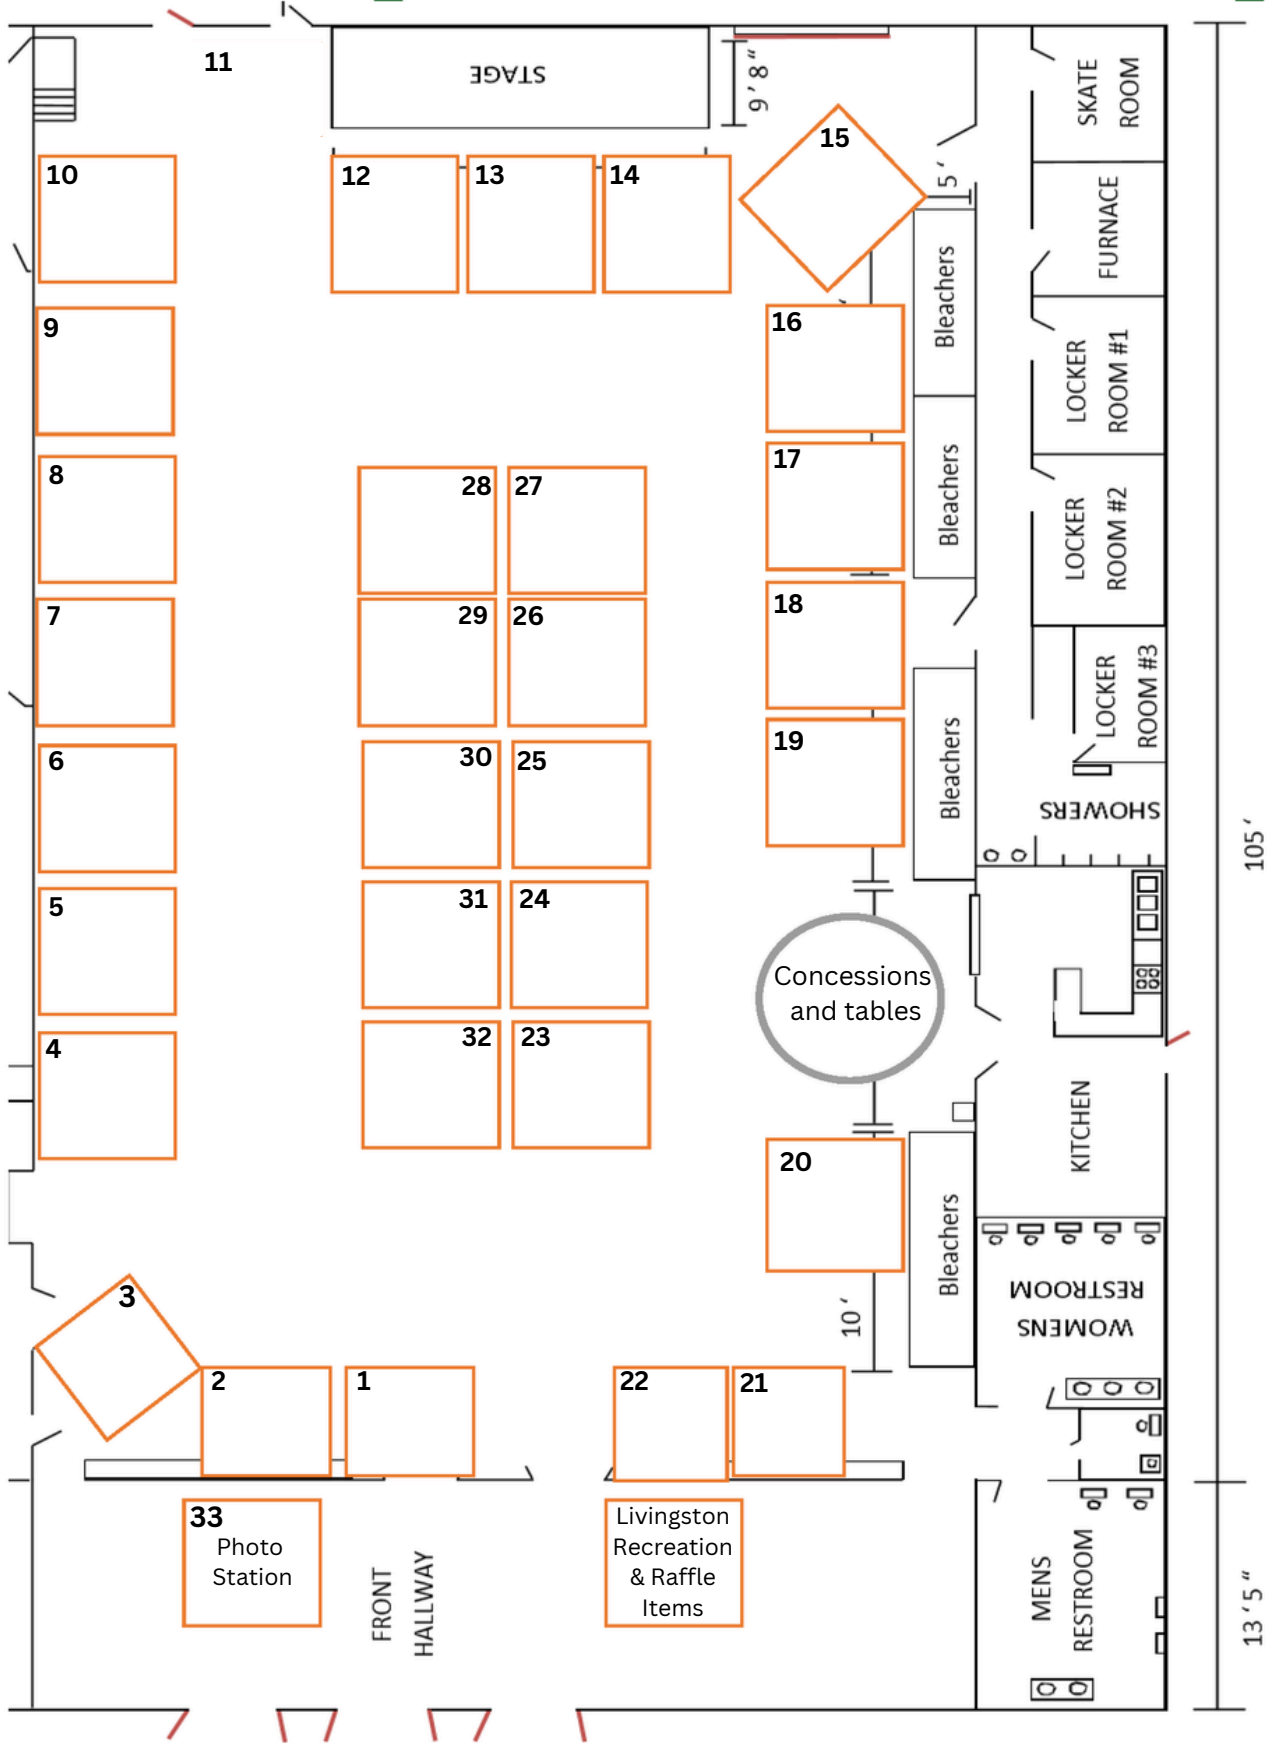 11
STAGE
9 ' 8 "
SKATE
ROOM
15
10
12
13
14
5 '
FURNACE
Bleachers
9
16
LOCKER
ROOM #1
8
28
27
17
Bleachers
LOCKER
ROOM #2
7
29
26
18
LOCKER
ROOM #3
6
30
25
19
Bleachers
SHOWERS
105 '
5
31
24
Concessions
and tables
4
32
23
KITCHEN
20
Bleachers
WOMENS
RESTROOM
3
10 '
2
1
22
21
33
Photo
Station
FRONT
HALLWAY
Livingston
Recreation
& Raffle
Items
MENS
RESTROOM
13 ' 5 "